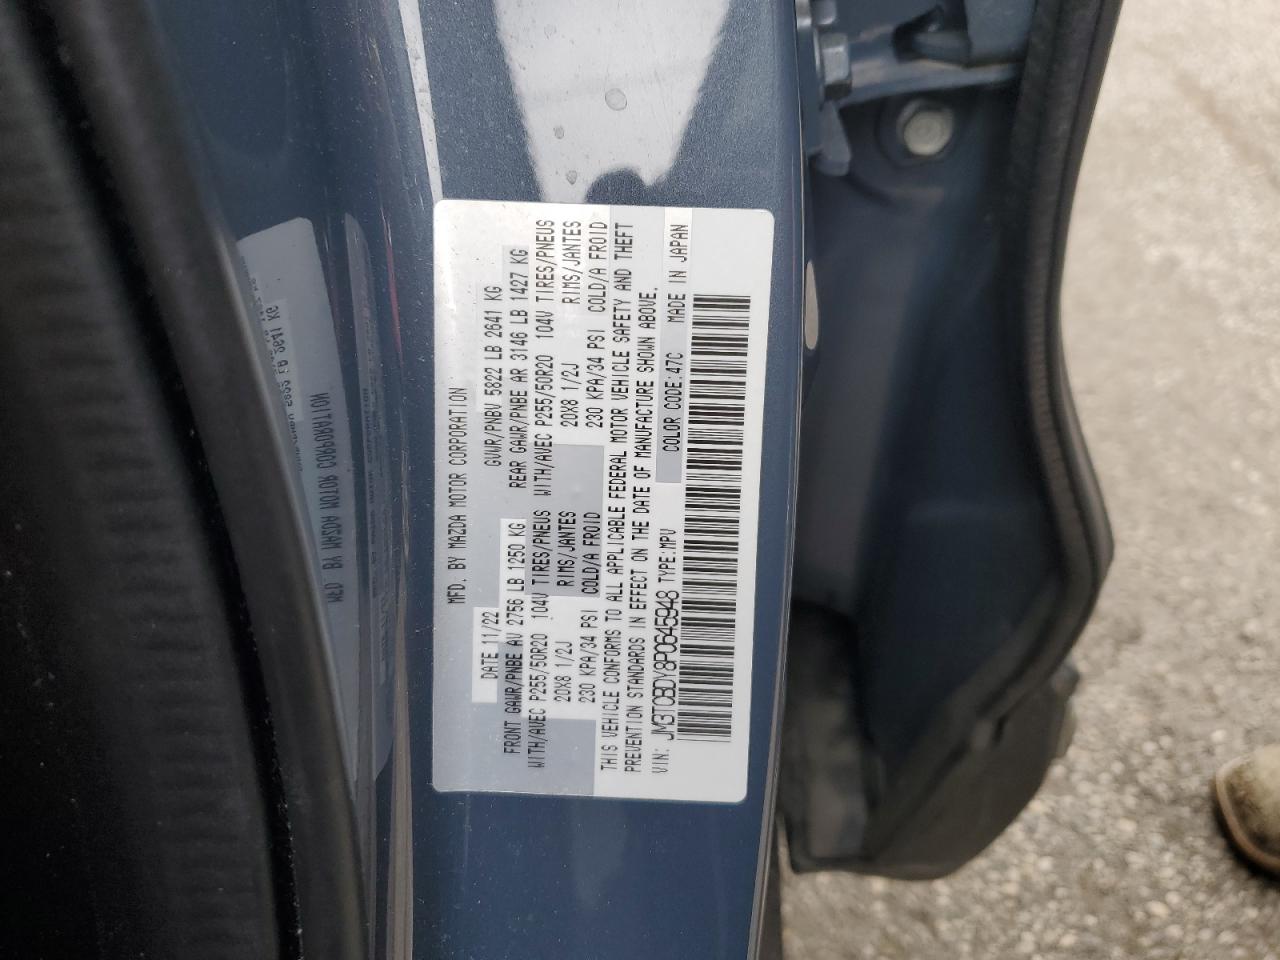 MFD. BY MAZDA MOTOR CORPORATION
DATE 11/22 GVWR/PNBV 5822 LB 2641 KG
FRONT GAWR/PNBE AV 2756 LB 1250 KG REAR GAWR/PNBE AR 3146 LB 1427 KG
WITH/AVEC P255/50R20 104V TIRES/PNEUS WITH/AVEC P255/50R20 104V TIRES/PNEUS
20X8 1/2J RIMS/JANTES 20X8 1/2J RIMS/JANTES
230 KPA/34 PSI COLD/A FROID 230 KPA/34 PSI COLD/A FROID
THIS VEHICLE CONFORMS TO ALL APPLICABLE FEDERAL MOTOR VEHICLE SAFETY AND THEFT
PREVENTION STANDARDS IN EFFECT ON THE DATE OF MANUFACTURE SHOWN ABOVE.
VIN: JM3TCBDY8P0645948 TYPE:MPV COLOR CODE:47C MADE IN JAPAN